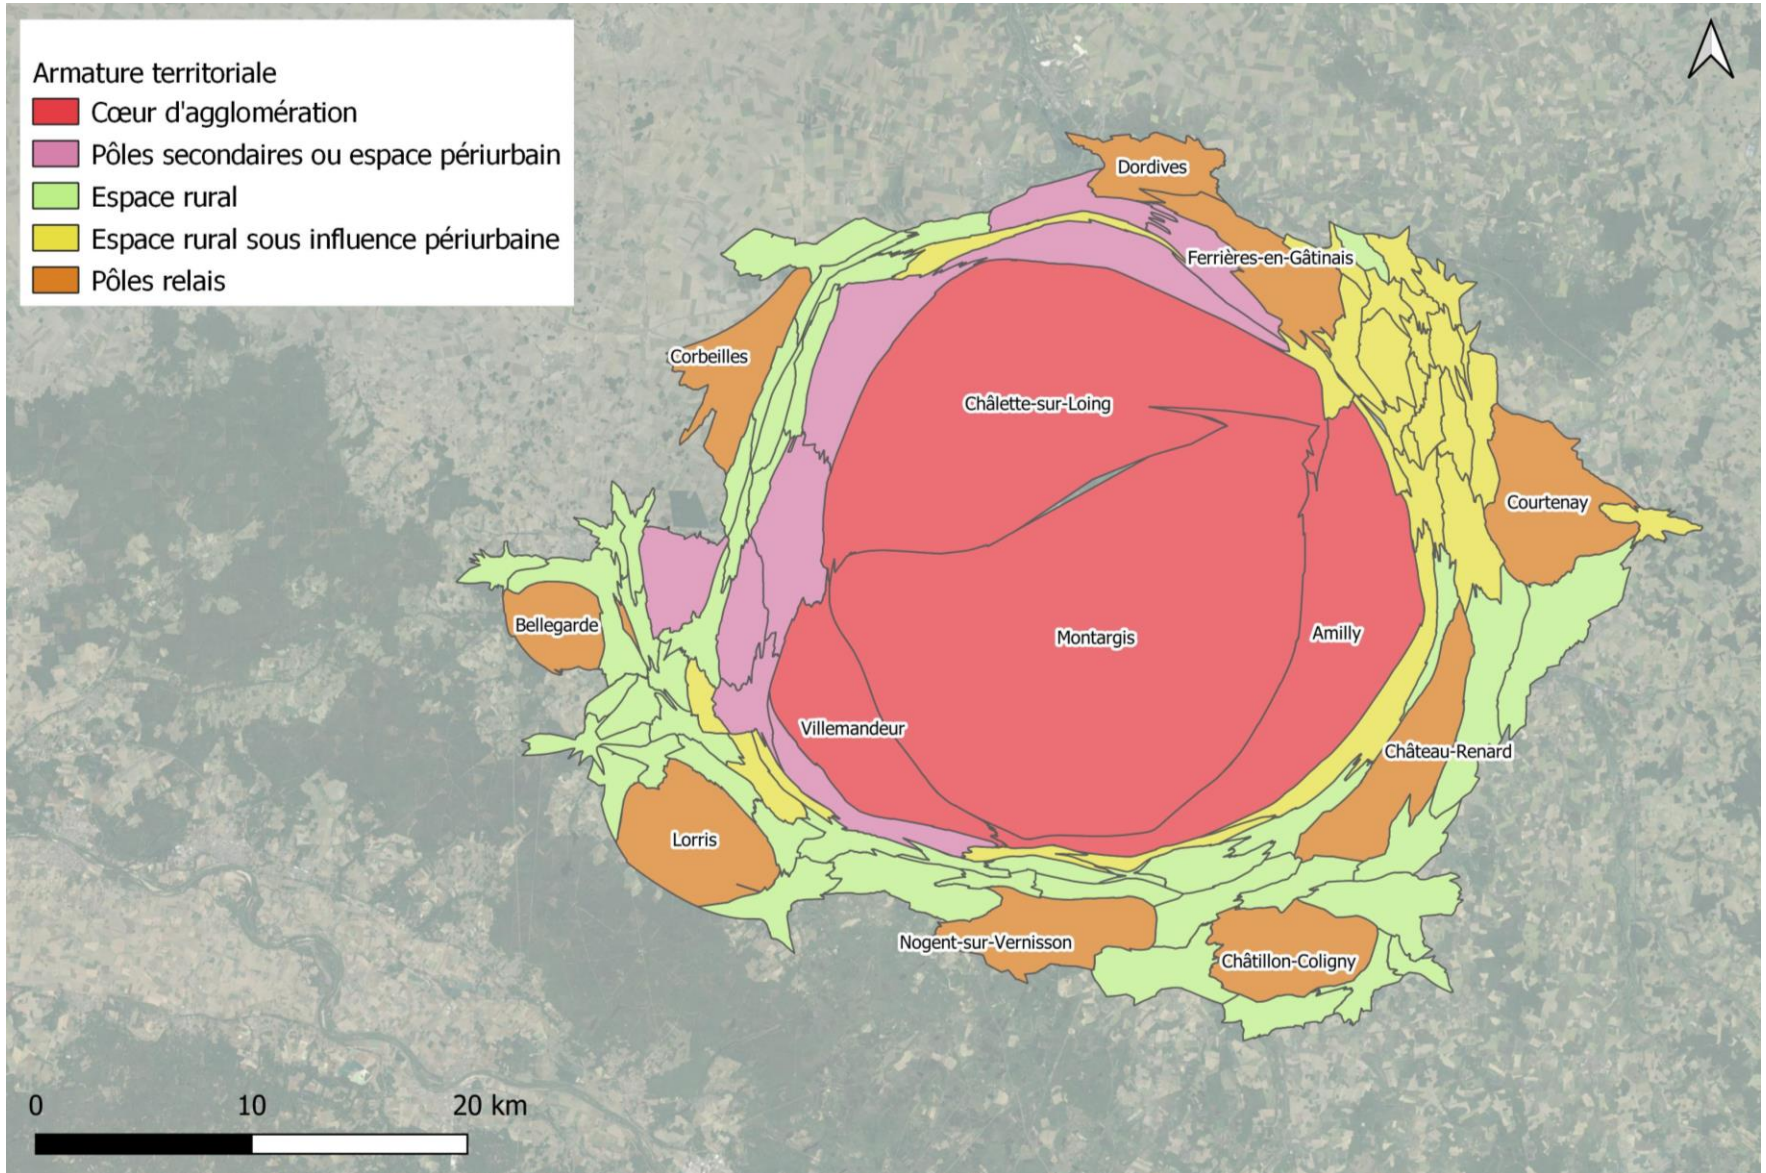 Armature territoriale
Cœur d'agglomération
Pôles secondaires ou espace périurbain
Espace rural
Espace rural sous influence périurbaine
Pôles relais
Dordives
Ferrières-en-Gâtinais
Corbeilles
Châlette-sur-Loing
Courtenay
Bellegarde
Montargis
Amilly
Villemandeur
Château-Renard
Lorris
Nogent-sur-Vernisson
Châtillon-Coligny
0 10 20 km